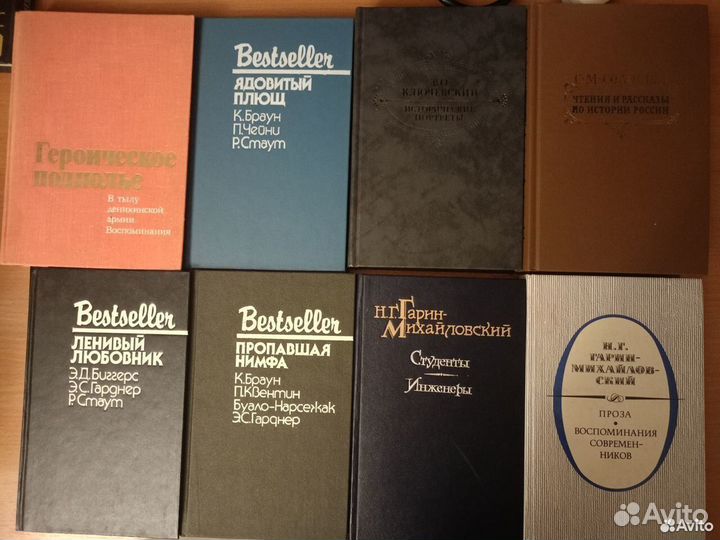 Героическое
подполье
В тылу
деникинской
армии.
Воспоминания
Bestseller
ЯДОВИТЫЙ
ПЛЮЩ
К.Браун
П.Чейни
Р.Стаут
В.О.
КЛЮЧЕВСКИЙ
ИСТОРИЧЕСКИЕ
ПОРТРЕТЫ
С.М.
ЧТЕНИЯ И РАССКАЗЫ
ПО ИСТОРИИ РОССИИ
Bestseller
ЛЕНИВЫЙ
ЛЮБОВНИК
Э.Д.Биггерс
Э.С.Гарднер
Р.Стаут
Bestseller
ПРОПАВШАЯ
НИМФА
К.Браун
П.Квентин
Буало-Нарсежак
Э.С.Гарднер
Н.Г.Гарин-
Михайловский
Студенты
Инженеры
Н.Г.
ГАРИН-
МИХАЙЛОВ-
СКИЙ
ПРОЗА
•
ВОСПОМИНАНИЯ
СОВРЕМЕН-
НИКОВ
Avito
Avito